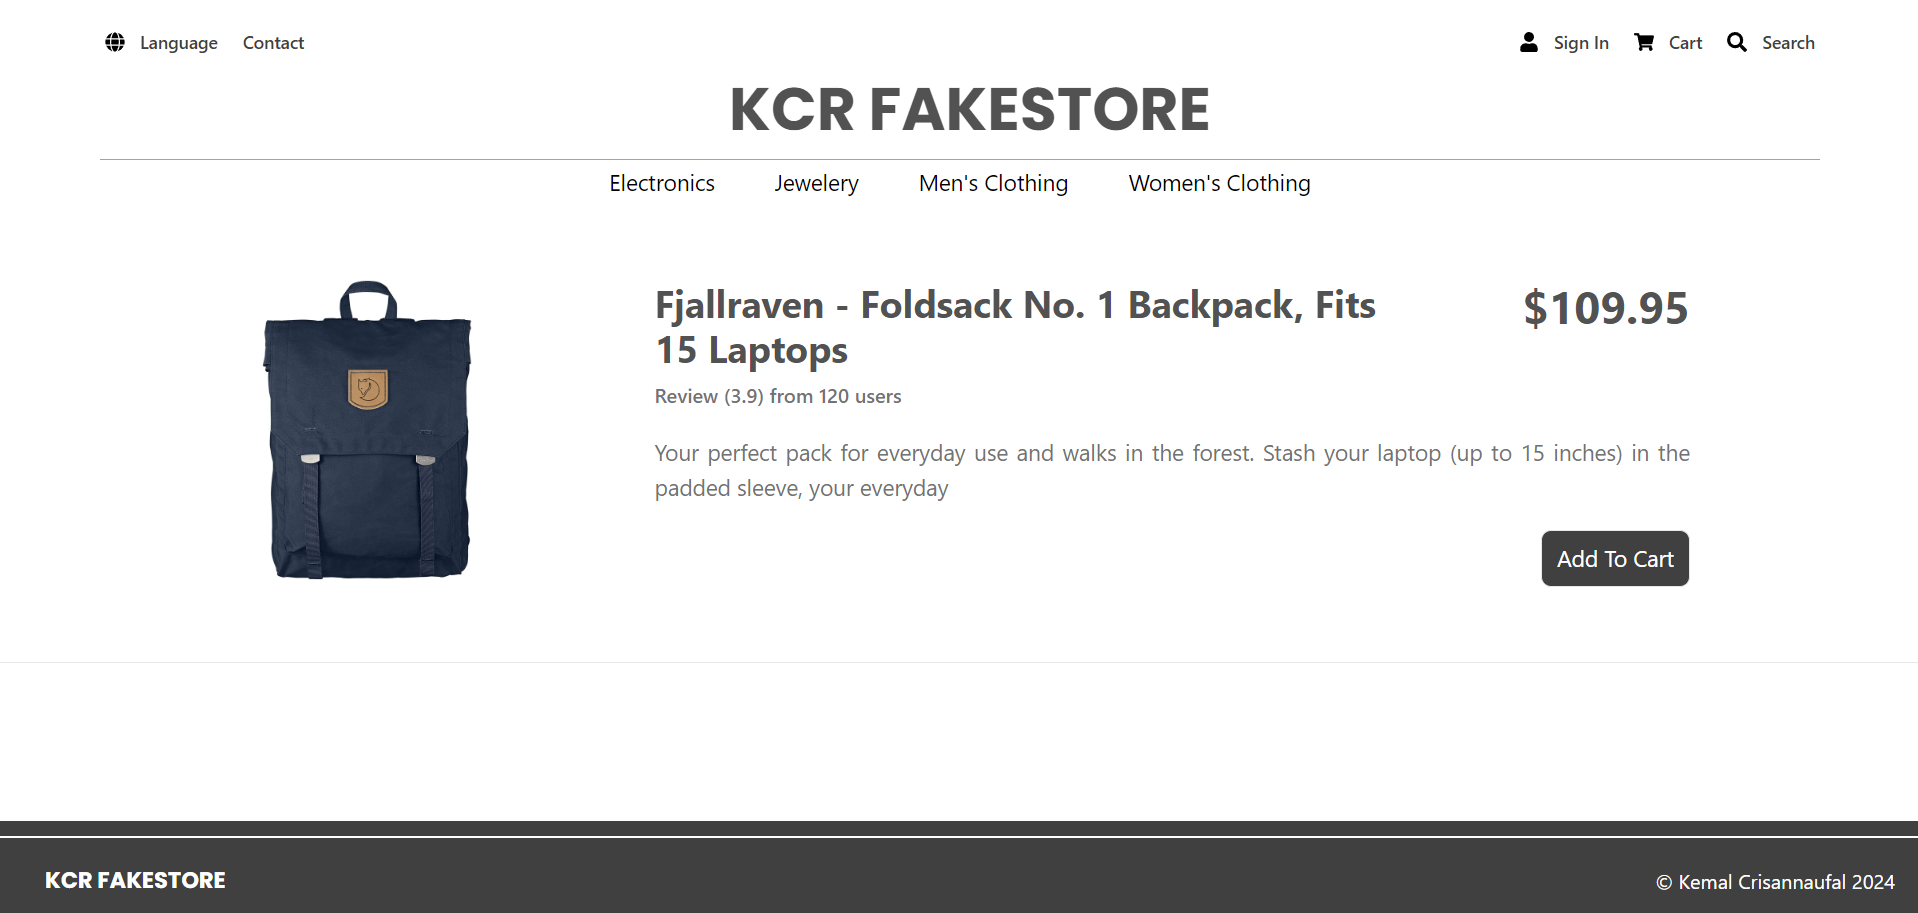 Language Contact
Sign In Cart Search
KCR FAKESTORE
Electronics Jewelery Men's Clothing Women's Clothing
Fjallraven - Foldsack No. 1 Backpack, Fits
15 Laptops
$109.95
Review (3.9) from 120 users
Your perfect pack for everyday use and walks in the forest. Stash your laptop (up to 15 inches) in the
padded sleeve, your everyday
Add To Cart
KCR FAKESTORE
© Kemal Crisannaufal 2024